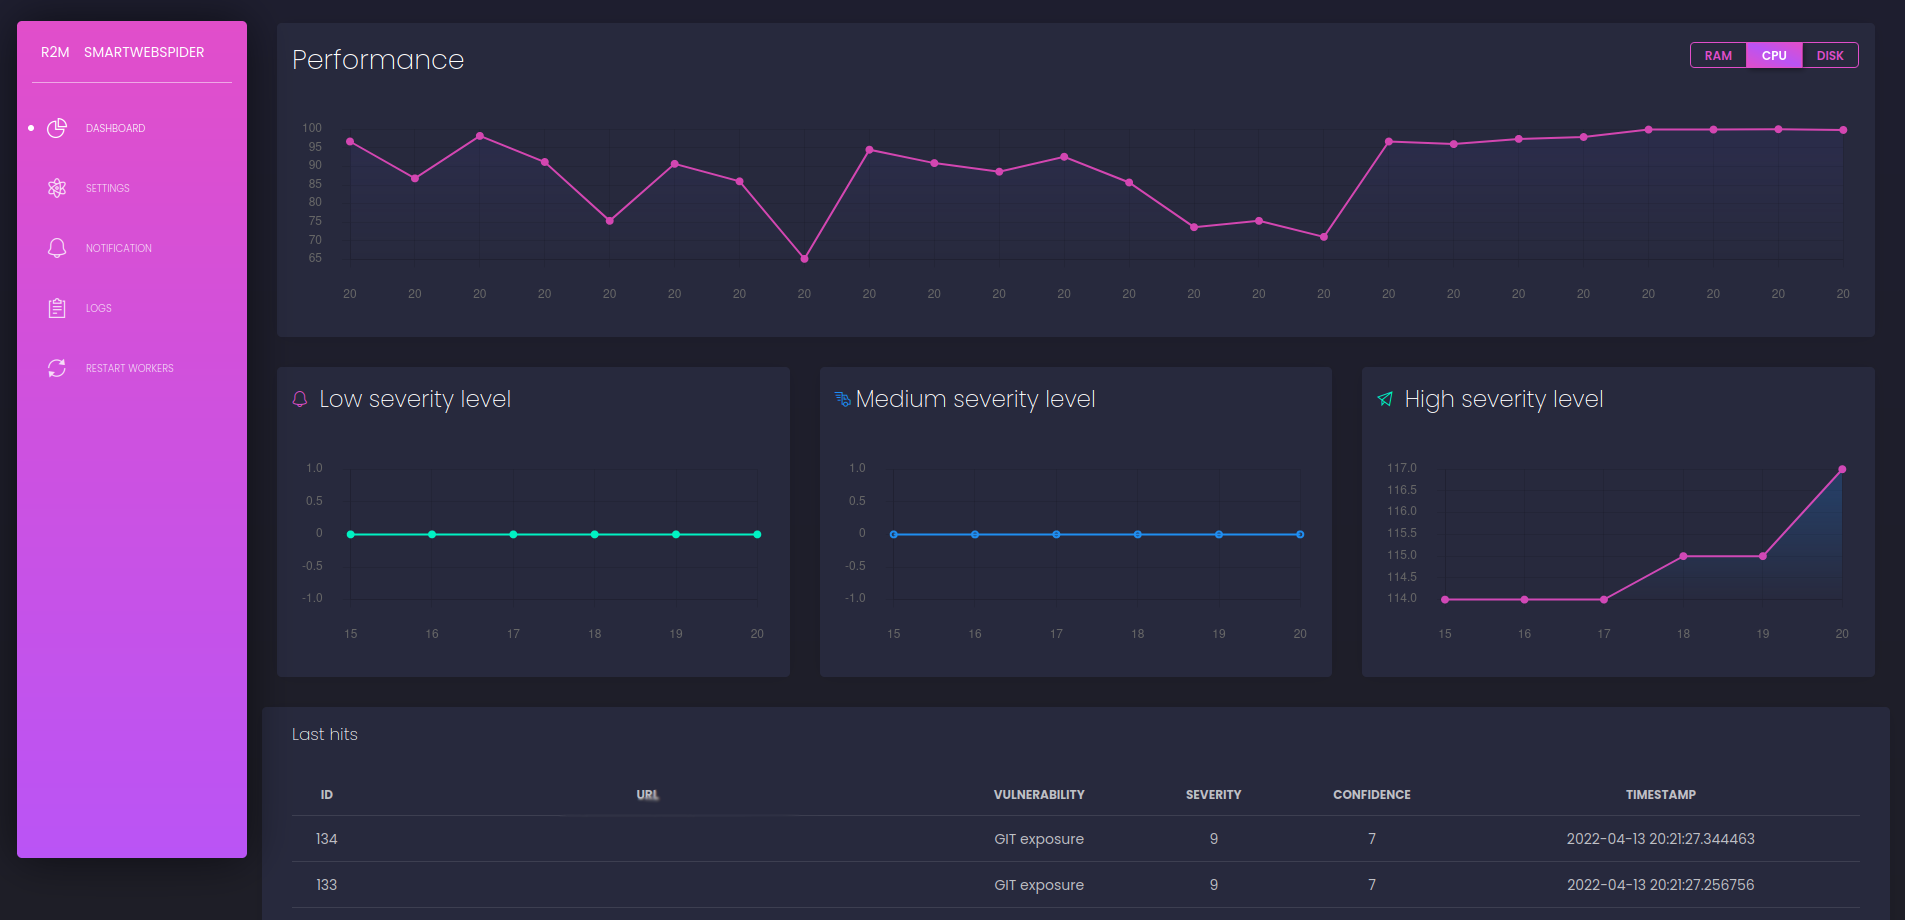 R2M SMARTWEBSPIDER
DASHBOARD
SETTINGS
NOTIFICATION
LOGS
RESTART WORKERS
Performance
RAM CPU DISK
100
95
90
85
80
75
70
65
20 20 20 20 20 20 20 20 20 20 20 20 20 20 20 20 20 20 20 20 20 20 20 20
Low severity level
1.0
0.5
0
-0.5
-1.0
15 16 17 18 19 20
Medium severity level
1.0
0.5
0
-0.5
-1.0
15 16 17 18 19 20
High severity level
117.0
116.5
116.0
115.5
115.0
114.5
114.0
15 16 17 18 19 20
Last hits
ID URL VULNERABILITY SEVERITY CONFIDENCE TIMESTAMP
134 GIT exposure 9 7 2022-04-13 20:21:27.344463
133 GIT exposure 9 7 2022-04-13 20:21:27.256756